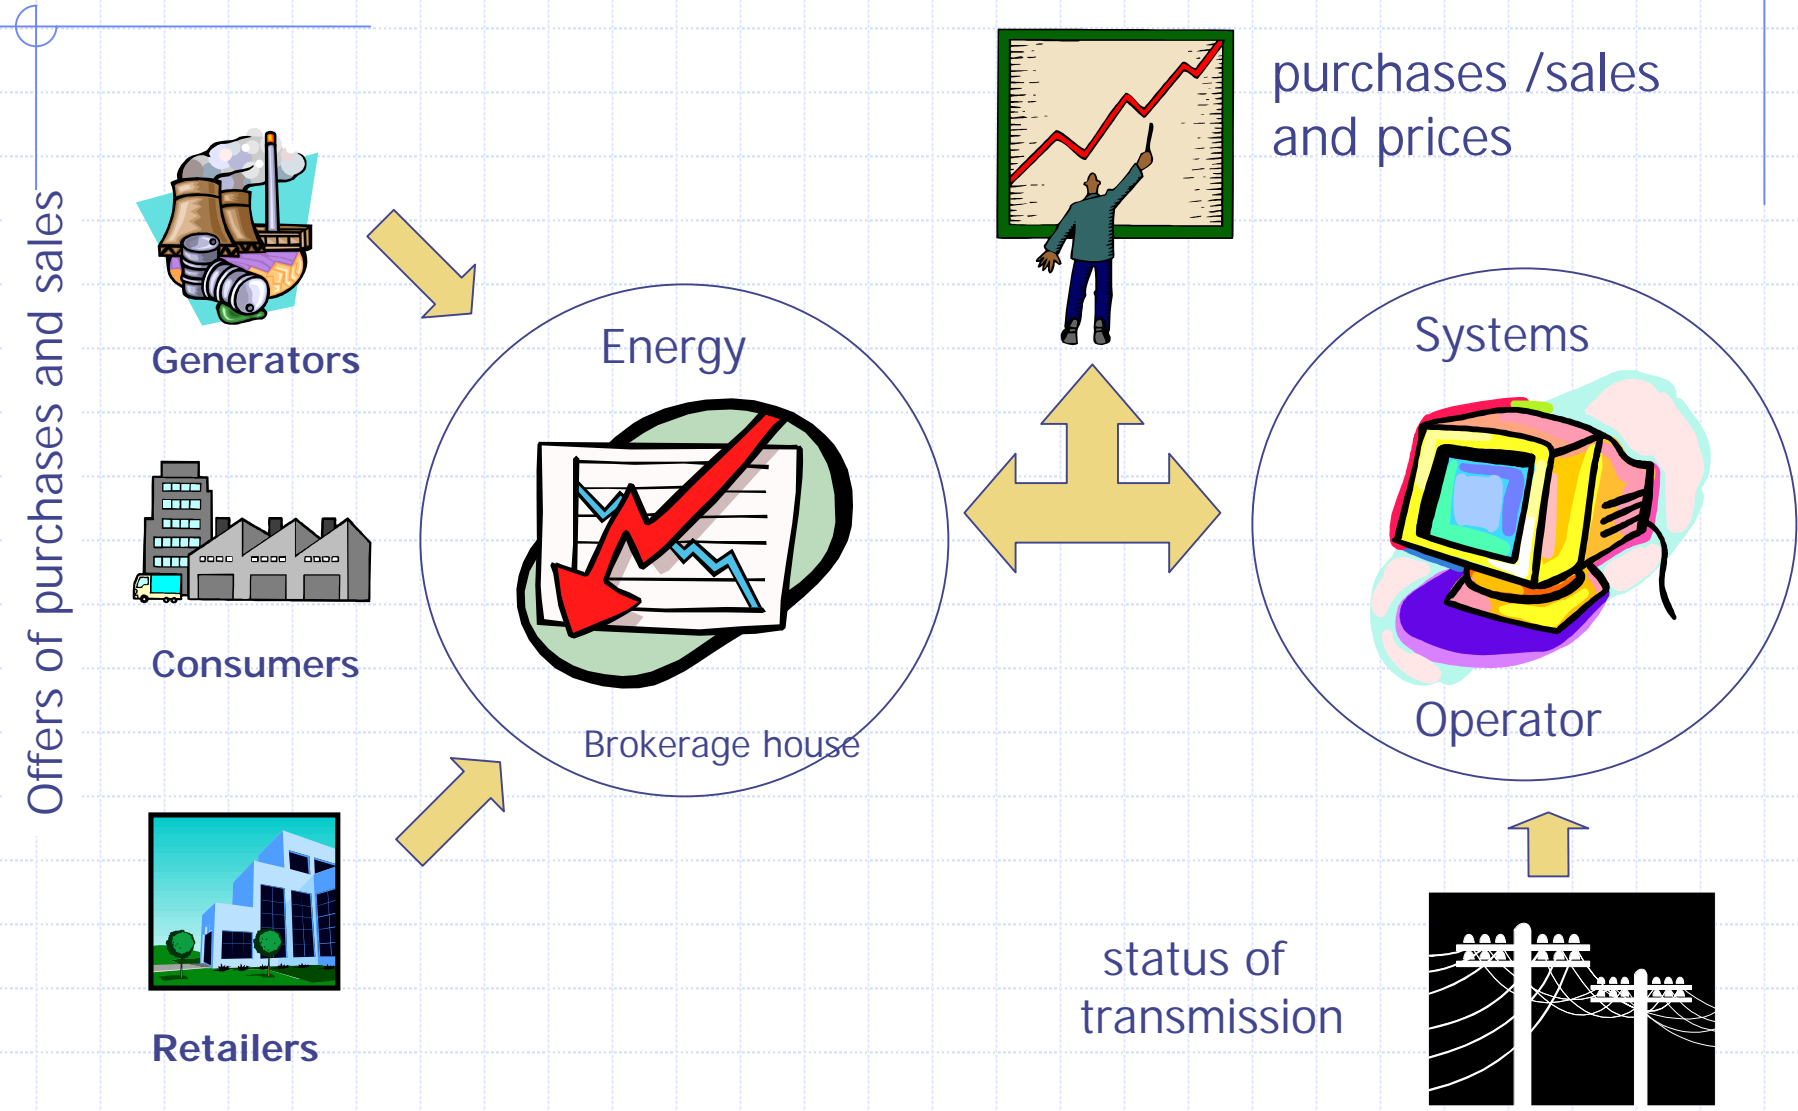 Offers of purchases and sales
Generators
Consumers
Retailers
Energy
Brokerage house
purchases /sales
and prices
Systems
Operator
status of
transmission